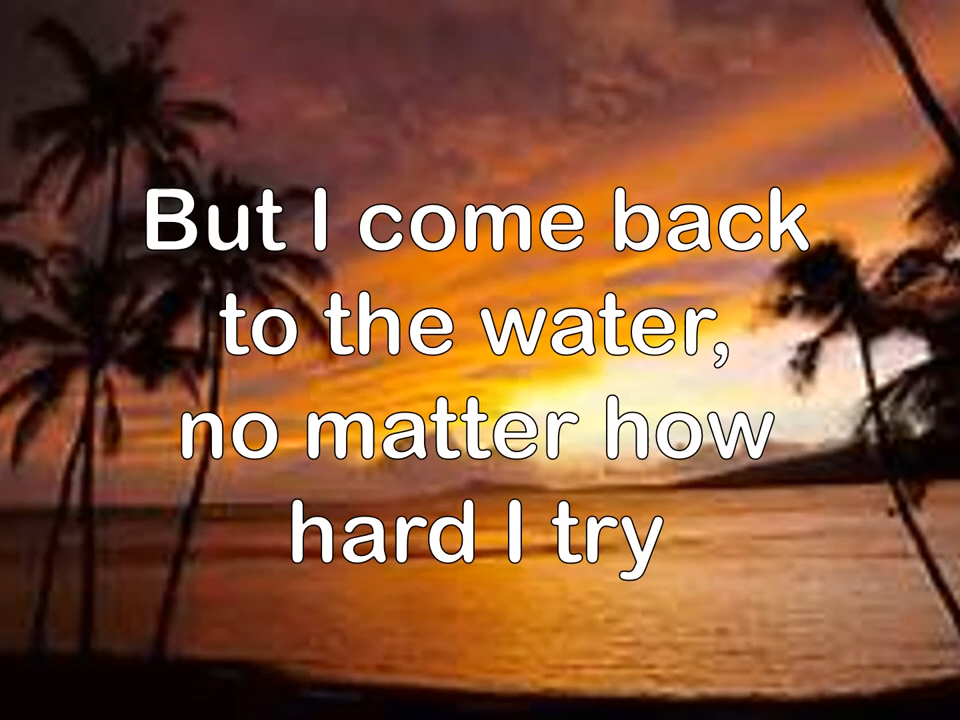 But I come back
to the water,
no matter how
hard I try